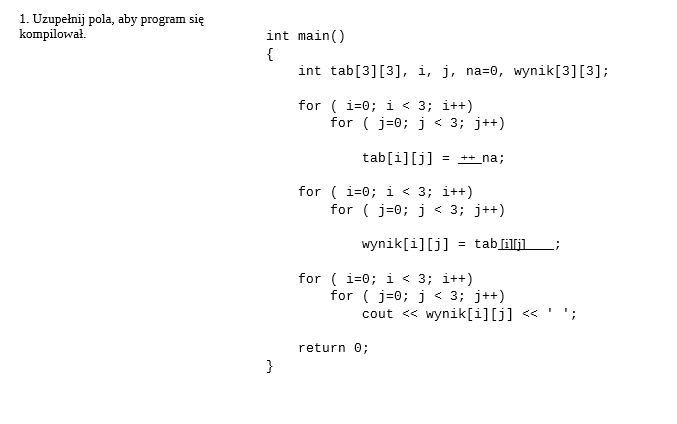 1. Uzupełnij pola, aby program się
kompilował.
int main()
{
int tab[3][3], i, j, na=0, wynik[3][3];
for ( i=0; i < 3; i++)
for ( j=0; j < 3; j++)
tab[i][j] = ++ na;
for ( i=0; i < 3; i++)
for ( j=0; j < 3; j++)
wynik[i][j] = tab[i][j] ;
for ( i=0; i < 3; i++)
for ( j=0; j < 3; j++)
cout << wynik[i][j] << ' ';
return 0;
}